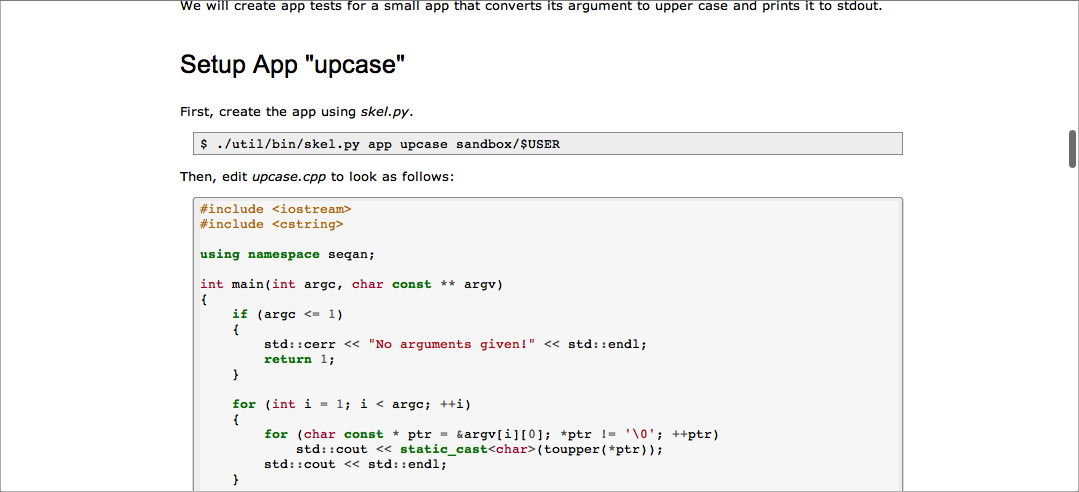 We will create app tests for a small app that converts its argument to upper case and prints it to stdout.
Setup App "upcase"
First, create the app using skel.py.
$ ./util/bin/skel.py app upcase sandbox/$USER
Then, edit upcase.cpp to look as follows:
#include <iostream>
#include <cstring>
using namespace seqan;
int main(int argc, char const ** argv)
{
    if (argc <= 1)
    {
        std::cerr << "No arguments given!" << std::endl;
        return 1;
    }
    for (int i = 1; i < argc; ++i)
    {
        for (char const * ptr = &argv[i][0]; *ptr != '\0'; ++ptr)
            std::cout << static_cast<char>(toupper(*ptr));
        std::cout << std::endl;
    }